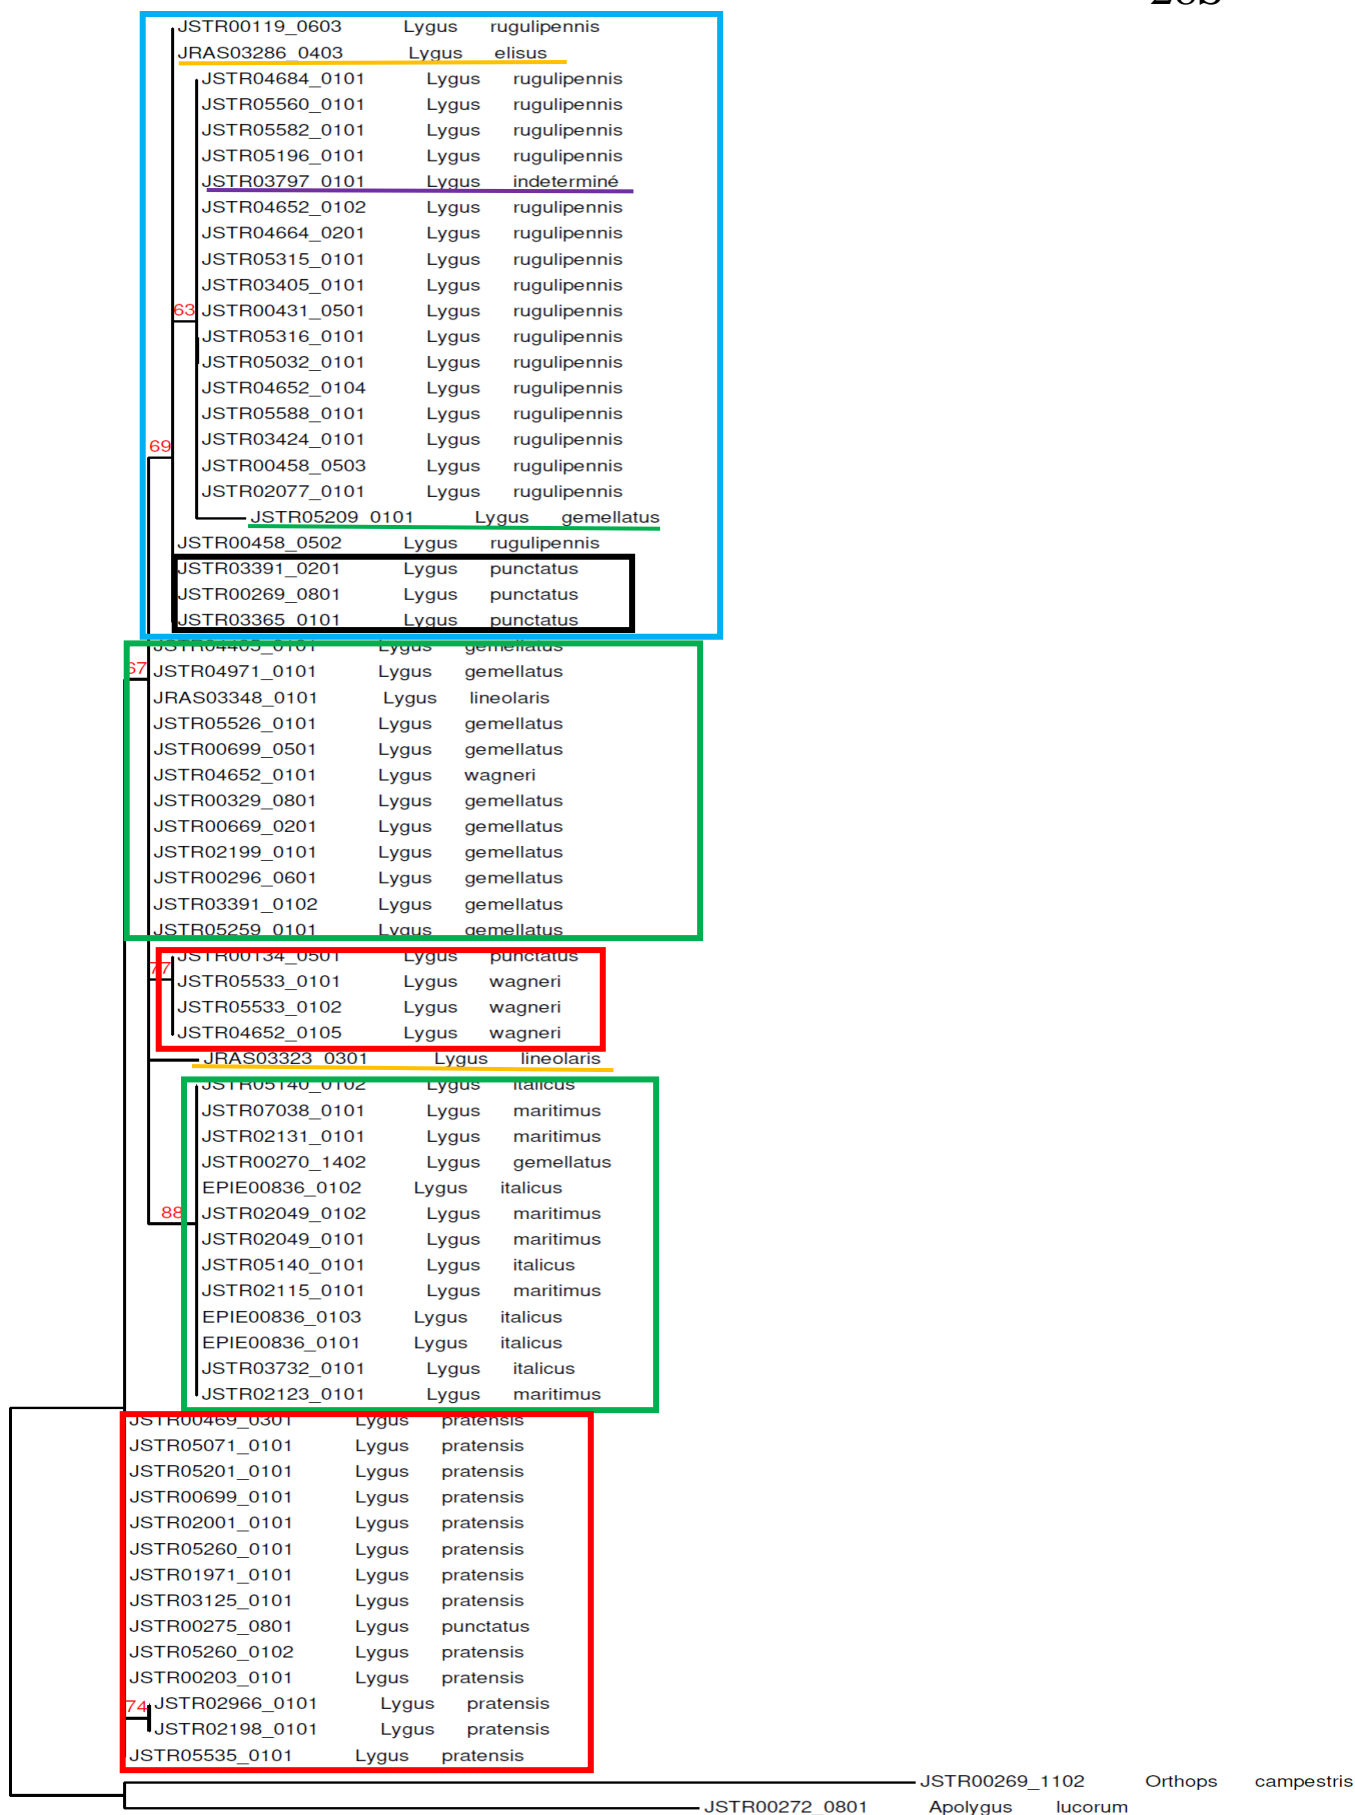 28S
JSTR00119_0603 Lygus rugulipennis
JRAS03286_0403 Lygus elisus
JSTR04684_0101 Lygus rugulipennis
JSTR05560_0101 Lygus rugulipennis
JSTR05582_0101 Lygus rugulipennis
JSTR05196_0101 Lygus rugulipennis
JSTR03797_0101 Lygus indeterminé
JSTR04652_0102 Lygus rugulipennis
JSTR04664_0201 Lygus rugulipennis
JSTR05315_0101 Lygus rugulipennis
JSTR03405_0101 Lygus rugulipennis
63 JSTR00431_0501 Lygus rugulipennis
JSTR05316_0101 Lygus rugulipennis
JSTR05032_0101 Lygus rugulipennis
JSTR04652_0104 Lygus rugulipennis
JSTR05588_0101 Lygus rugulipennis
69 JSTR03424_0101 Lygus rugulipennis
JSTR00458_0503 Lygus rugulipennis
JSTR02077_0101 Lygus rugulipennis
JSTR05209_0101 Lygus gemellatus
JSTR00458_0502 Lygus rugulipennis
JSTR03391_0201 Lygus punctatus
JSTR00269_0801 Lygus punctatus
JSTR03365_0101 Lygus punctatus
JSTR04405_0101 Lygus gemellatus
67 JSTR04971_0101 Lygus gemellatus
JRAS03348_0101 Lygus lineolaris
JSTR05526_0101 Lygus gemellatus
JSTR00699_0501 Lygus gemellatus
JSTR04652_0101 Lygus wagneri
JSTR00329_0801 Lygus gemellatus
JSTR00669_0201 Lygus gemellatus
JSTR02199_0101 Lygus gemellatus
JSTR00296_0601 Lygus gemellatus
JSTR03391_0102 Lygus gemellatus
JSTR05259_0101 Lygus gemellatus
JSTR00134_0501 Lygus punctatus
77 JSTR05533_0101 Lygus wagneri
JSTR05533_0102 Lygus wagneri
JSTR04652_0105 Lygus wagneri
JRAS03323_0301 Lygus lineolaris
JSTR05140_0102 Lygus italicus
JSTR07038_0101 Lygus maritimus
JSTR02131_0101 Lygus maritimus
JSTR00270_1402 Lygus gemellatus
EPIE00836_0102 Lygus italicus
88 JSTR02049_0102 Lygus maritimus
JSTR02049_0101 Lygus maritimus
JSTR05140_0101 Lygus italicus
JSTR02115_0101 Lygus maritimus
EPIE00836_0103 Lygus italicus
EPIE00836_0101 Lygus italicus
JSTR03732_0101 Lygus italicus
JSTR02123_0101 Lygus maritimus
JSTR00469_0301 Lygus pratensis
JSTR05071_0101 Lygus pratensis
JSTR05201_0101 Lygus pratensis
JSTR00699_0101 Lygus pratensis
JSTR02001_0101 Lygus pratensis
JSTR05260_0101 Lygus pratensis
JSTR01971_0101 Lygus pratensis
JSTR03125_0101 Lygus pratensis
JSTR00275_0801 Lygus punctatus
JSTR05260_0102 Lygus pratensis
JSTR00203_0101 Lygus pratensis
74 JSTR02966_0101 Lygus pratensis
JSTR02198_0101 Lygus pratensis
JSTR05535_0101 Lygus pratensis
JSTR00269_1102 Orthops campestris
JSTR00272_0801 Apolygus lucorum